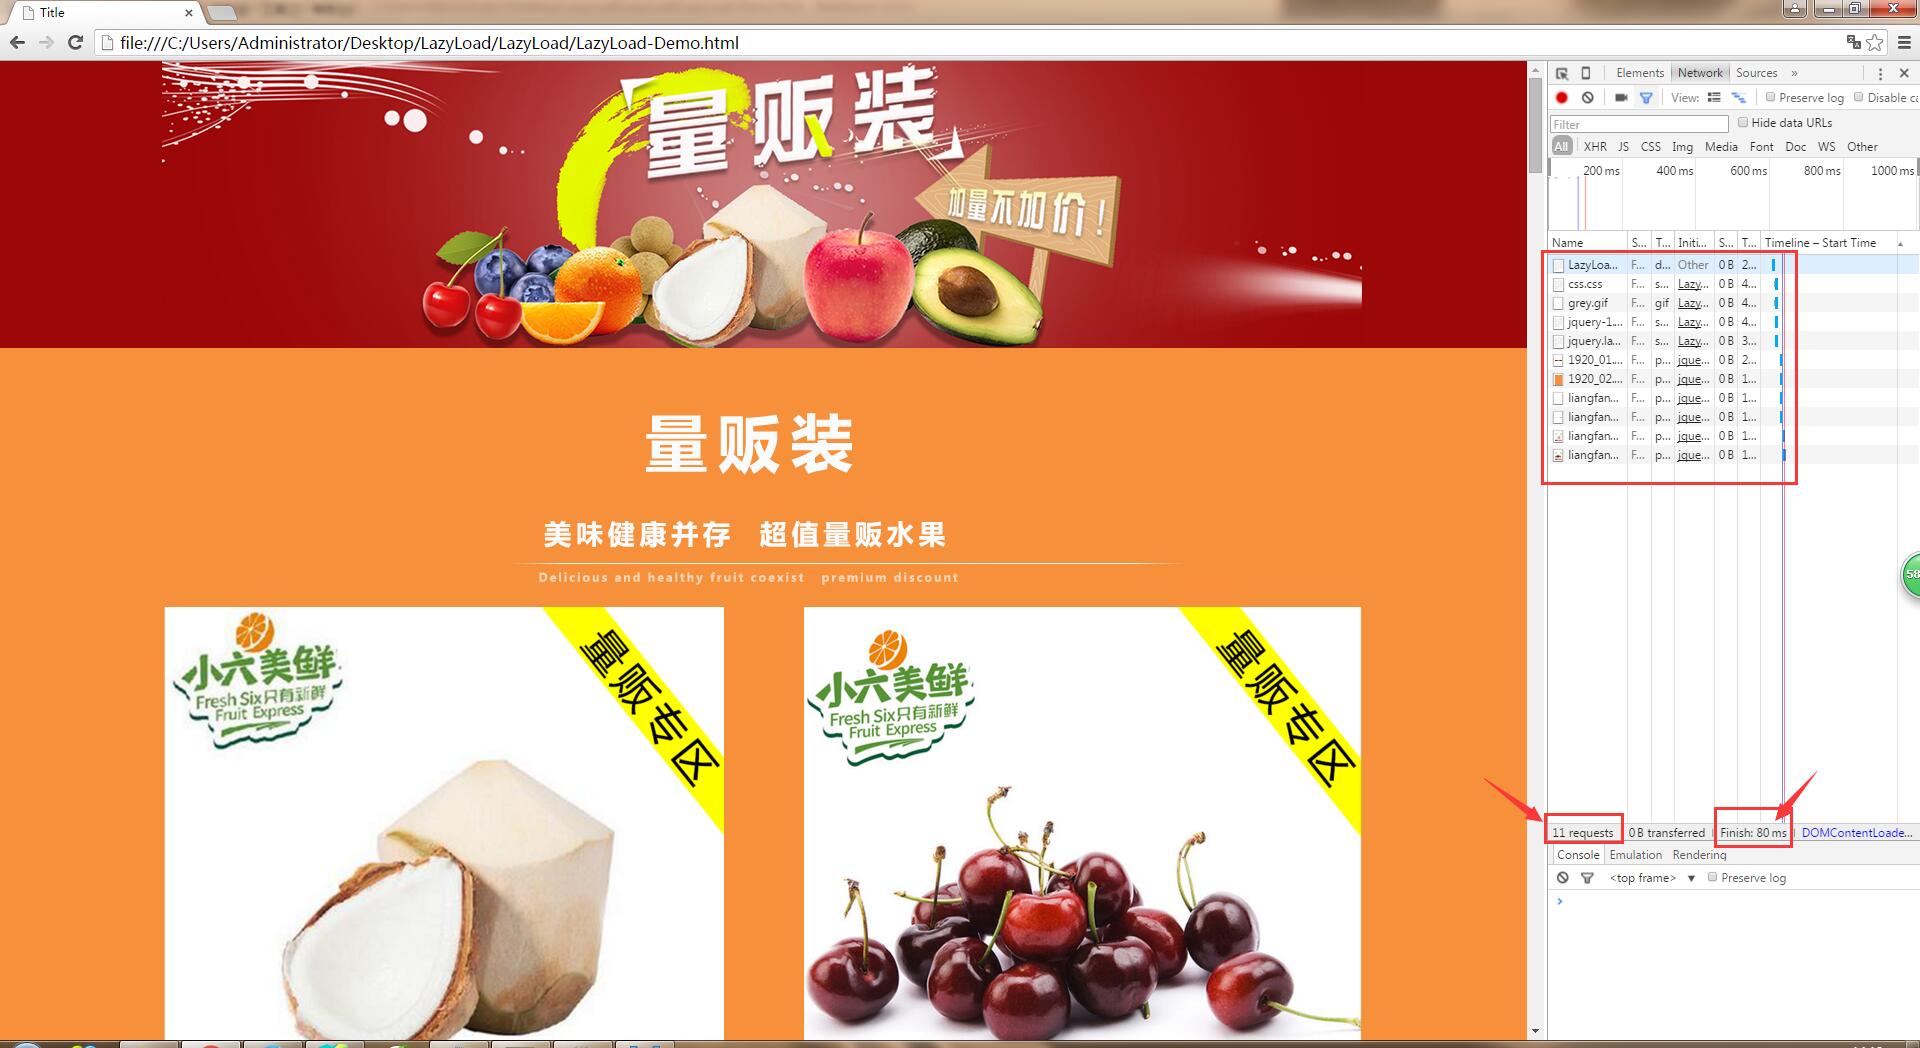 Title
file:///C:/Users/Administrator/Desktop/LazyLoad/LazyLoad/LazyLoad-Demo.html
量贩装
加量不加价！
量贩装
美味健康并存 超值量贩水果
Delicious and healthy fruit coexist premium discount
小六美鲜
Fresh Six只有新鲜
Fruit Express
量贩专区
小六美鲜
Fresh Six只有新鲜
Fruit Express
量贩专区
Elements Network Sources »
View: Preserve log Disable ca
Filter Hide data URLs
All XHR JS CSS Img Media Font Doc WS Other
200 ms 400 ms 600 ms 800 ms 1000 ms
Name S... T... Initi... S... T... Timeline – Start Time
LazyLoa... F... d... Other 0 B 2...
css.css F... s... Lazy... 0 B 4...
grey.gif F... gif Lazy... 0 B 4...
jquery-1.... F... s... Lazy... 0 B 4...
jquery.la... F... s... Lazy... 0 B 3...
1920_01.... F... p... jque... 0 B 2...
1920_02.... F... p... jque... 0 B 1...
liangfan... F... p... jque... 0 B 1...
liangfan... F... p... jque... 0 B 1...
liangfan... F... p... jque... 0 B 1...
liangfan... F... p... jque... 0 B 1...
58
11 requests 0 B transferred Finish: 80 ms DOMContentLoade...
Console Emulation Rendering
<top frame> ▼ Preserve log